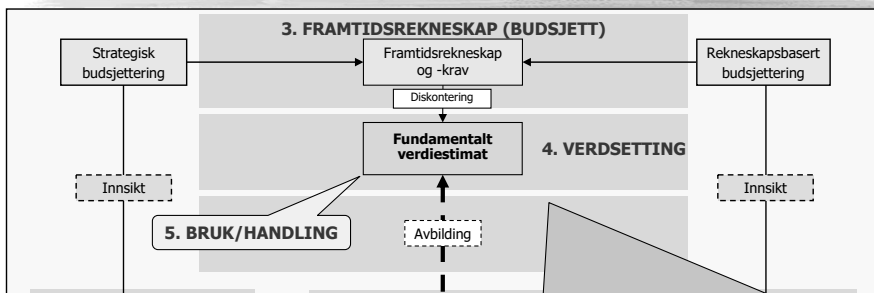 3. FRAMTIDSREKNESKAP (BUDSJETT)
Strategisk
budsjettering
Framtidsrekneskap
og -krav
Rekneskapsbasert
budsjettering
Diskontering
Fundamentalt
verdiestimat
4. VERDSETTING
Innsikt
Innsikt
5. BRUK/HANDLING
Avbilding